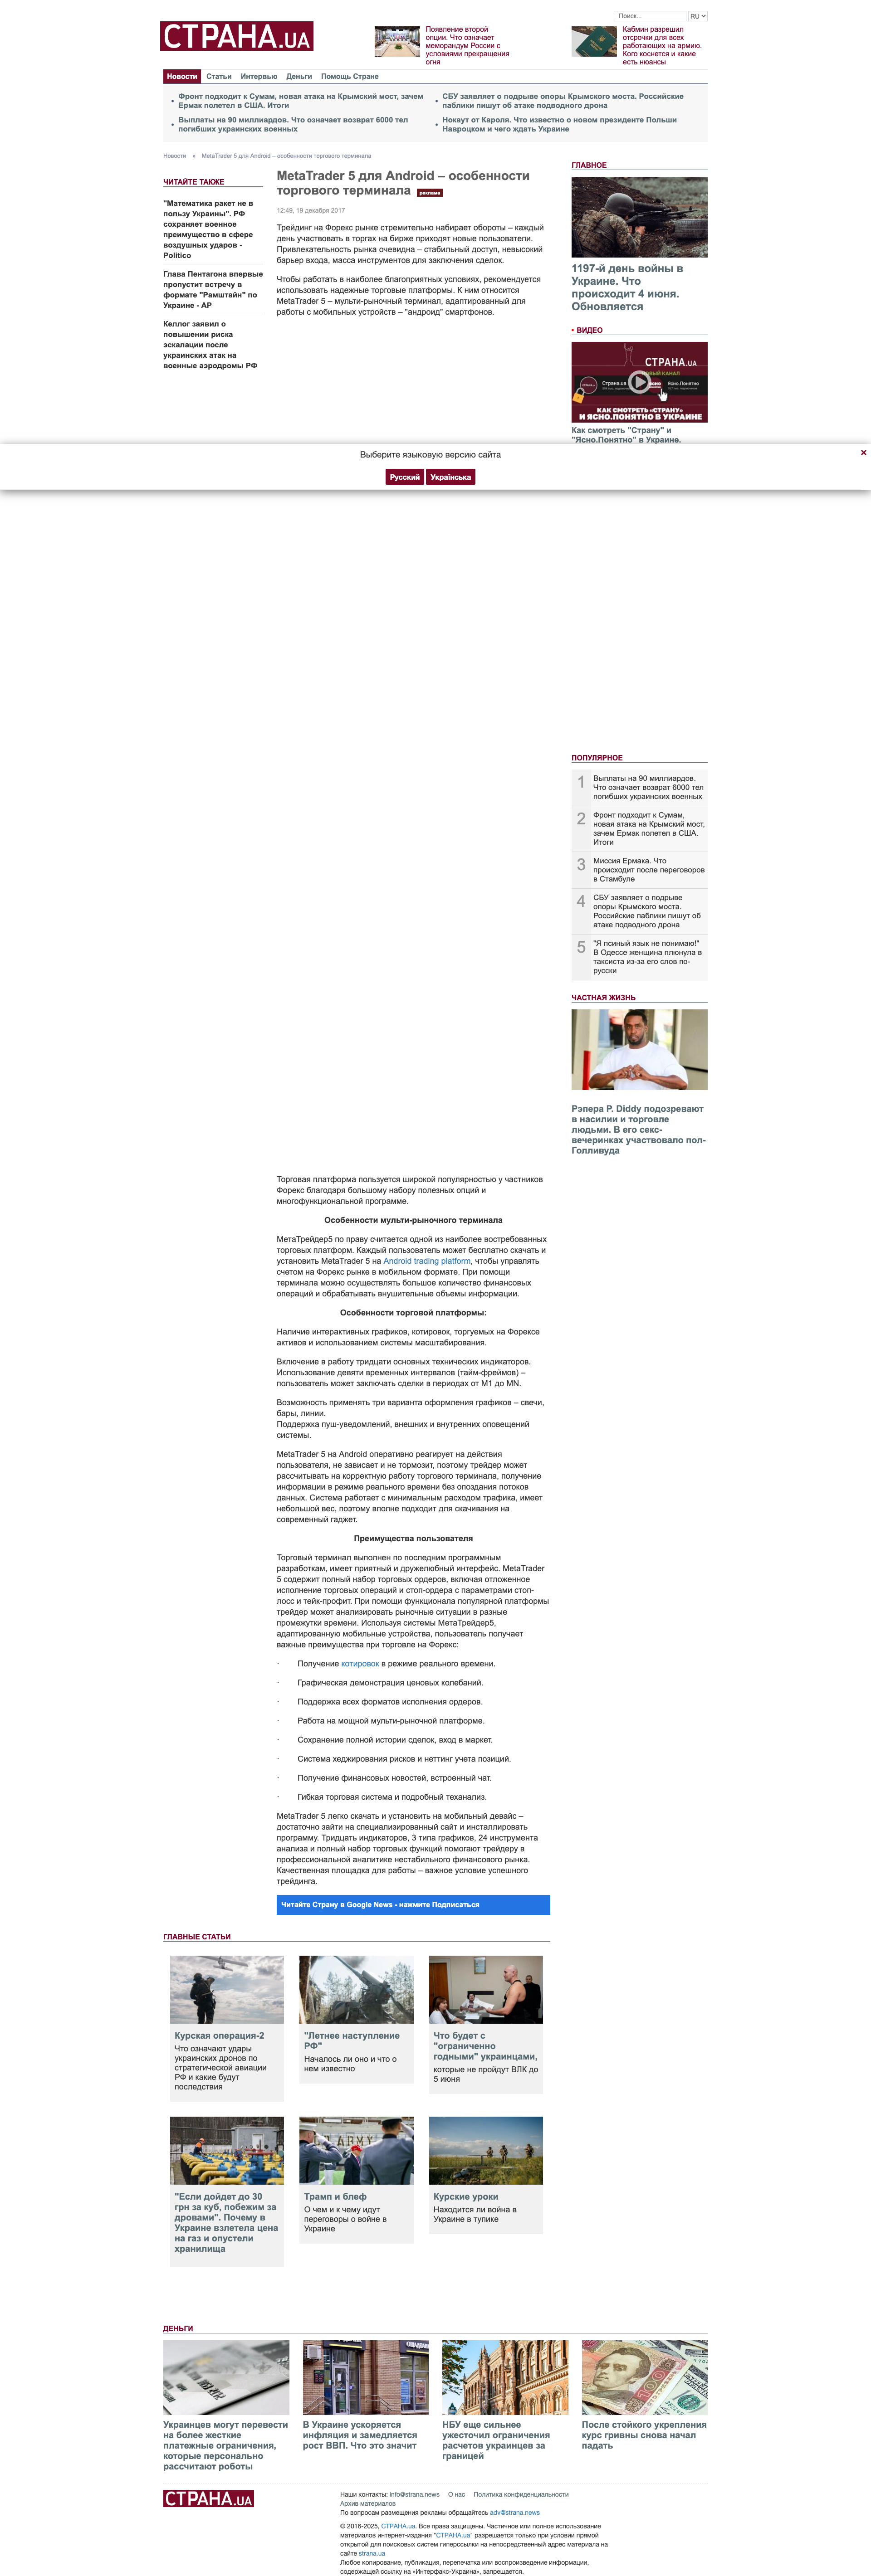 Поиск...
RU
СТРАНА.UA
Появление второй
опции. Что означает
меморандум России с
условиями прекращения
огня
Кабмин разрешил
отсрочки для всех
работающих на армию.
Кого коснется и какие
есть нюансы
Новости Статьи Интервью Деньги Помощь Стране
Фронт подходит к Сумам, новая атака на Крымский мост, зачем
Ермак полетел в США. Итоги
СБУ заявляет о подрыве опоры Крымского моста. Российские
паблики пишут об атаке подводного дрона
Выплаты на 90 миллиардов. Что означает возврат 6000 тел
погибших украинских военных
Нокаут от Кароля. Что известно о новом президенте Польши
Навроцком и чего ждать Украине
Новости » MetaTrader 5 для Android – особенности торгового терминала
ЧИТАЙТЕ ТАКЖЕ
"Математика ракет не в
пользу Украины". РФ
сохраняет военное
преимущество в сфере
воздушных ударов -
Politico
Глава Пентагона впервые
пропустит встречу в
формате "Рамштайн" по
Украине - AP
Келлог заявил о
повышении риска
эскалации после
украинских атак на
военные аэродромы РФ
MetaTrader 5 для Android – особенности
торгового терминала реклама
12:49, 19 декабря 2017
Трейдинг на Форекс рынке стремительно набирает обороты – каждый
день участвовать в торгах на бирже приходят новые пользователи.
Привлекательность рынка очевидна – стабильный доход, невысокий
барьер входа, масса инструментов для заключения сделок.
Чтобы работать в наиболее благоприятных условиях, рекомендуется
использовать надежные торговые платформы. К ним относится
MetaTrader 5 – мульти-рыночный терминал, адаптированный для
работы с мобильных устройств – "андроид" смартфонов.
ГЛАВНОЕ
1197-й день войны в
Украине. Что
происходит 4 июня.
Обновляется
• ВИДЕО
СТРАНА.UA
КАК СМОТРЕТЬ «СТРАНУ»
И ЯСНО.ПОНЯТНО В УКРАИНЕ
Как смотреть "Страну" и
"Ясно.Понятно" в Украине.
Выберите языковую версию сайта
×
Русский Українська
ПОПУЛЯРНОЕ
1 Выплаты на 90 миллиардов.
Что означает возврат 6000 тел
погибших украинских военных
2 Фронт подходит к Сумам,
новая атака на Крымский мост,
зачем Ермак полетел в США.
Итоги
3 Миссия Ермака. Что
происходит после переговоров
в Стамбуле
4 СБУ заявляет о подрыве
опоры Крымского моста.
Российские паблики пишут об
атаке подводного дрона
5 "Я псиный язык не понимаю!"
В Одессе женщина плюнула в
таксиста из-за его слов по-
русски
ЧАСТНАЯ ЖИЗНЬ
Рэпера P. Diddy подозревают
в насилии и торговле
людьми. В его секс-
вечеринках участвовало пол-
Голливуда
Торговая платформа пользуется широкой популярностью у частников
Форекс благодаря большому набору полезных опций и
многофункциональной программе.
Особенности мульти-рыночного терминала
МетаТрейдер5 по праву считается одной из наиболее востребованных
торговых платформ. Каждый пользователь может бесплатно скачать и
установить MetaTrader 5 на Android trading platform, чтобы управлять
счетом на Форекс рынке в мобильном формате. При помощи
терминала можно осуществлять большое количество финансовых
операций и обрабатывать внушительные объемы информации.
Особенности торговой платформы:
Наличие интерактивных графиков, котировок, торгуемых на Форексе
активов и использованием системы масштабирования.
Включение в работу тридцати основных технических индикаторов.
Использование девяти временных интервалов (тайм-фреймов) –
пользователь может заключать сделки в периодах от M1 до MN.
Возможность применять три варианта оформления графиков – свечи,
бары, линии.
Поддержка пуш-уведомлений, внешних и внутренних оповещений
системы.
MetaTrader 5 на Android оперативно реагирует на действия
пользователя, не зависает и не тормозит, поэтому трейдер может
рассчитывать на корректную работу торгового терминала, получение
информации в режиме реального времени без опоздания потоков
данных. Система работает с минимальным расходом трафика, имеет
небольшой вес, поэтому вполне подходит для скачивания на
современный гаджет.
Преимущества пользователя
Торговый терминал выполнен по последним программным
разработкам, имеет приятный и дружелюбный интерфейс. MetaTrader
5 содержит полный набор торговых ордеров, включая отложенное
исполнение торговых операций и стоп-ордера с параметрами стоп-
лосс и тейк-профит. При помощи функционала популярной платформы
трейдер может анализировать рыночные ситуации в разные
промежутки времени. Используя системы МетаТрейдер5,
адаптированную мобильные устройства, пользователь получает
важные преимущества при торговле на Форекс:
· Получение котировок в режиме реального времени.
· Графическая демонстрация ценовых колебаний.
· Поддержка всех форматов исполнения ордеров.
· Работа на мощной мульти-рыночной платформе.
· Сохранение полной истории сделок, вход в маркет.
· Система хеджирования рисков и неттинг учета позиций.
· Получение финансовых новостей, встроенный чат.
· Гибкая торговая система и подробный теханализ.
MetaTrader 5 легко скачать и установить на мобильный девайс –
достаточно зайти на специализированный сайт и инсталлировать
программу. Тридцать индикаторов, 3 типа графиков, 24 инструмента
анализа и полный набор торговых функций помогают трейдеру в
профессиональной аналитике нестабильного финансового рынка.
Качественная площадка для работы – важное условие успешного
трейдинга.
Читайте Страну в Google News - нажмите Подписаться
ГЛАВНЫЕ СТАТЬИ
Курская операция-2
Что означают удары
украинских дронов по
стратегической авиации
РФ и какие будут
последствия
"Летнее наступление
РФ"
Началось ли оно и что о
нем известно
Что будет с
"ограниченно
годными" украинцами,
которые не пройдут ВЛК до
5 июня
"Если дойдет до 30
грн за куб, побежим за
дровами". Почему в
Украине взлетела цена
на газ и опустели
хранилища
ARMY
Трамп и блеф
О чем и к чему идут
переговоры о войне в
Украине
Курские уроки
Находится ли война в
Украине в тупике
ДЕНЬГИ
Украинцев могут перевести
на более жесткие
платежные ограничения,
которые персонально
рассчитают роботы
В Украине ускоряется
инфляция и замедляется
рост ВВП. Что это значит
НБУ еще сильнее
ужесточил ограничения
расчетов украинцев за
границей
После стойкого укрепления
курс гривны снова начал
падать
СТРАНА.UA
Наши контакты: info@strana.news О нас Политика конфиденциальности
Архив материалов
По вопросам размещения рекламы обращайтесь adv@strana.news
© 2016-2025, СТРАНА.ua. Все права защищены. Частичное или полное использование
материалов интернет-издания "СТРАНА.ua" разрешается только при условии прямой
открытой для поисковых систем гиперссылки на непосредственный адрес материала на
сайте strana.ua
Любое копирование, публикация, перепечатка или воспроизведение информации,
содержащей ссылку на «Интерфакс-Украина», запрещается.